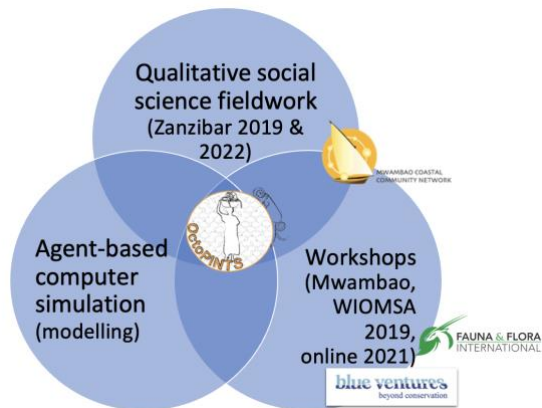 Qualitative social
science fieldwork
(Zanzibar 2019 &
2022)
MWAMBAO COASTAL
COMMUNITY NETWORK
OctoPINTS
Agent-based
computer
simulation
(modelling)
Workshops
(Mwambao,
WIOMSA
2019,
online 2021)
FAUNA & FLORA
INTERNATIONAL
blue ventures
beyond conservation